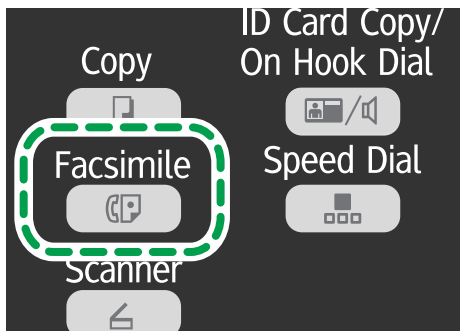 Copy
ID Card Copy/
On Hook Dial
Facsimile
Speed Dial
Scanner